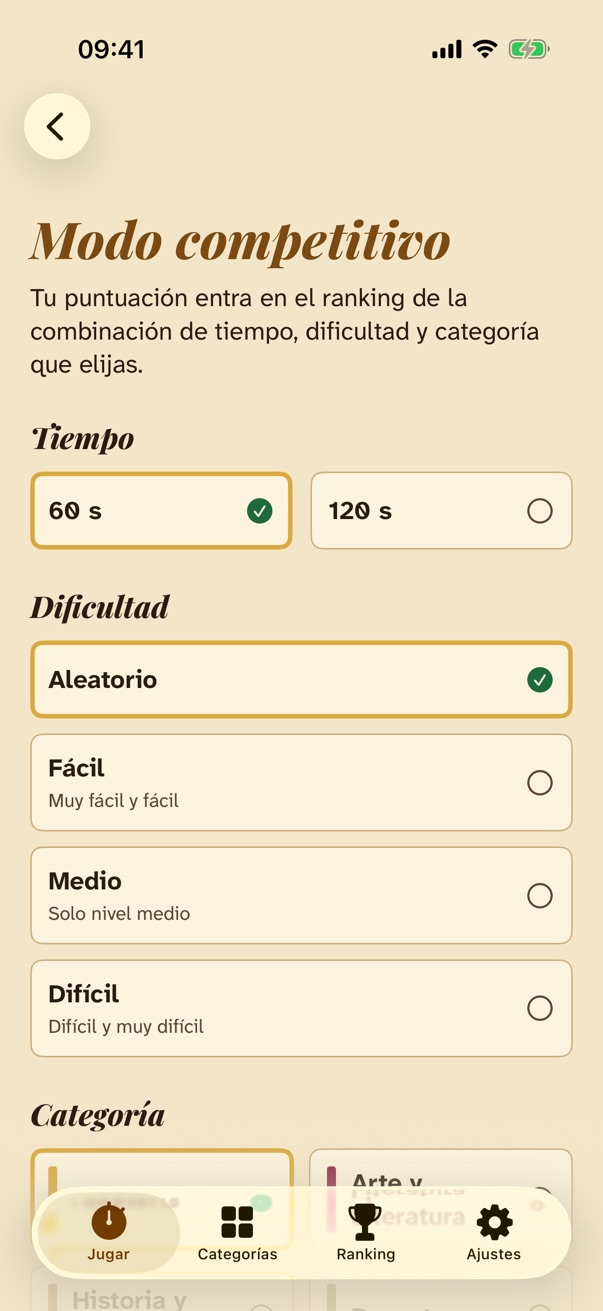 09:41
Modo competitivo
Tu puntuación entra en el ranking de la
combinación de tiempo, dificultad y categoría
que elijas.
Tiempo
60 s
120 s
Dificultad
Aleatorio
Fácil
Muy fácil y fácil
Medio
Solo nivel medio
Difícil
Difícil y muy difícil
Categoría
Arte y
Literatura
Jugar
Categorías
Ranking
Ajustes
Historia y